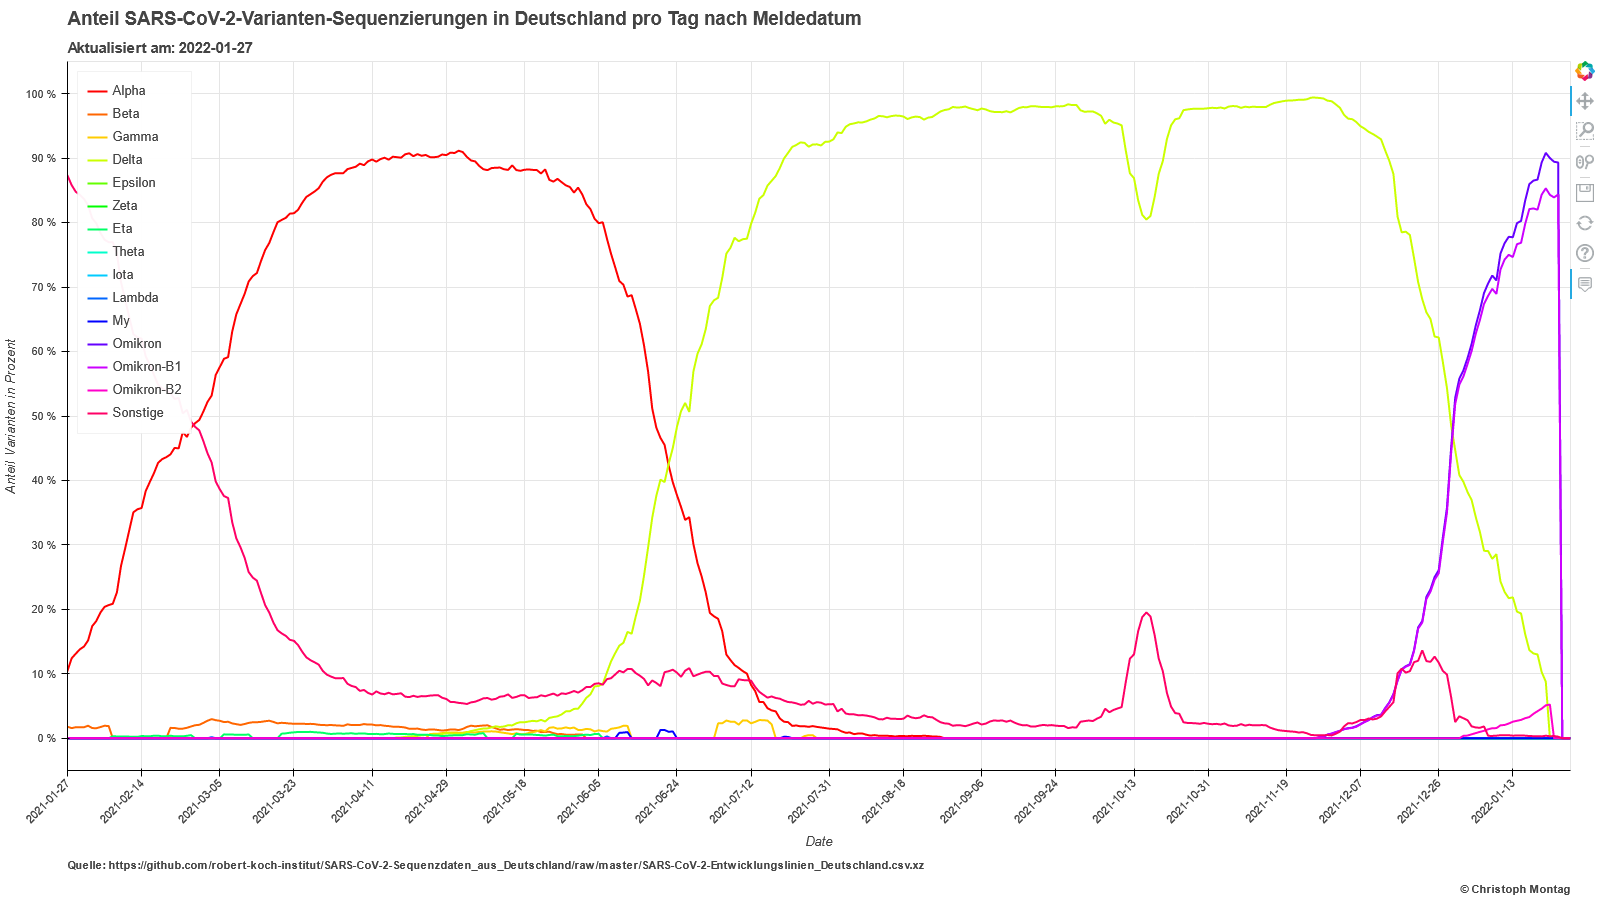 Anteil SARS-CoV-2-Varianten-Sequenzierungen in Deutschland pro Tag nach Meldedatum
Aktualisiert am: 2022-01-27
Alpha
Beta
Gamma
Delta
Epsilon
Zeta
Eta
Theta
Iota
Lambda
My
Omikron
Omikron-B1
Omikron-B2
Sonstige
Anteil Varianten in Prozent
100 %
90 %
80 %
70 %
60 %
50 %
40 %
30 %
20 %
10 %
0 %
2021-01-27
2021-02-14
2021-03-05
2021-03-23
2021-04-11
2021-04-29
2021-05-18
2021-06-05
2021-06-24
2021-07-12
2021-07-31
2021-08-18
2021-09-06
2021-09-24
2021-10-13
2021-10-31
2021-11-19
2021-12-07
2021-12-26
2022-01-13
Date
Quelle: https://github.com/robert-koch-institut/SARS-CoV-2-Sequenzdaten_aus_Deutschland/raw/master/SARS-CoV-2-Entwicklungslinien_Deutschland.csv.xz
© Christoph Montag